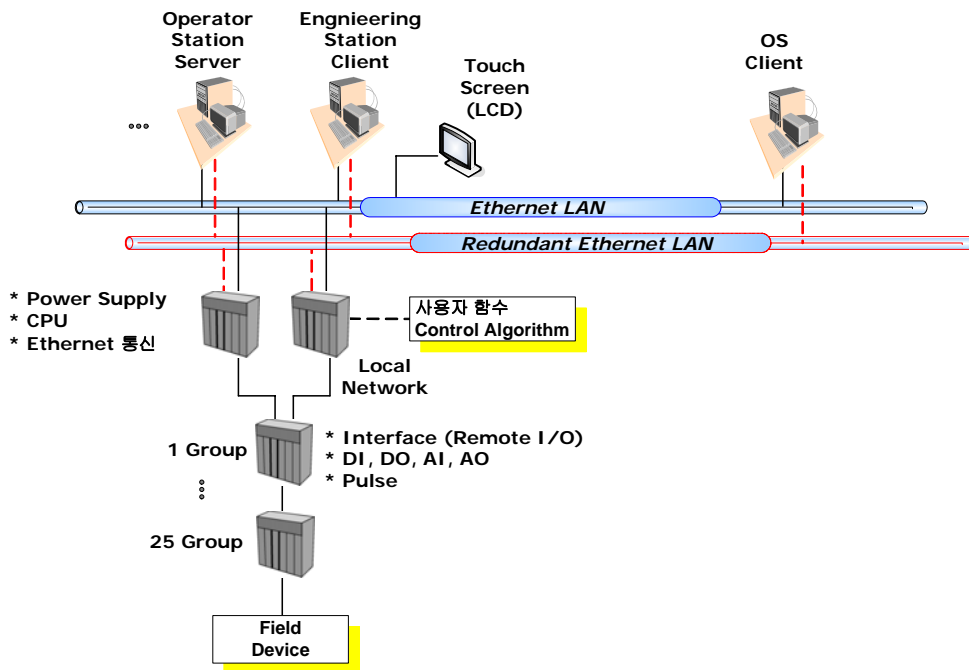 Operator
Station
Server
Engnieering
Station
Client
Touch
Screen
(LCD)
OS
Client
Ethernet LAN
Redundant Ethernet LAN
* Power Supply
* CPU
* Ethernet 통신
사용자 함수
Control Algorithm
Local
Network
1 Group
* Interface (Remote I/O)
* DI, DO, AI, AO
* Pulse
25 Group
Field
Device